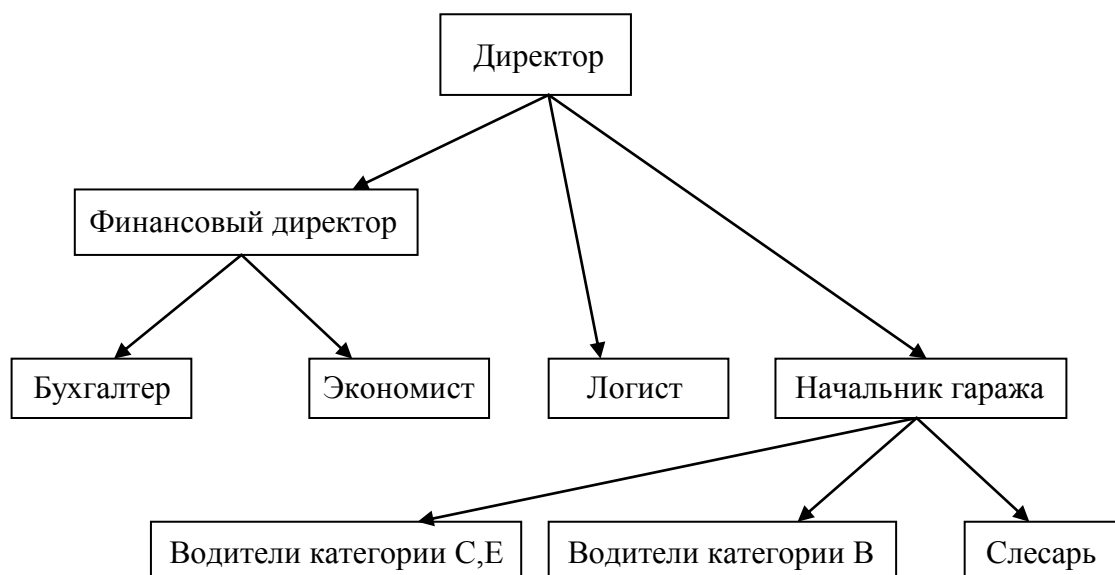 Директор
Финансовый директор
Бухгалтер
Экономист
Логист
Начальник гаража
Водители категории С,Е
Водители категории В
Слесарь